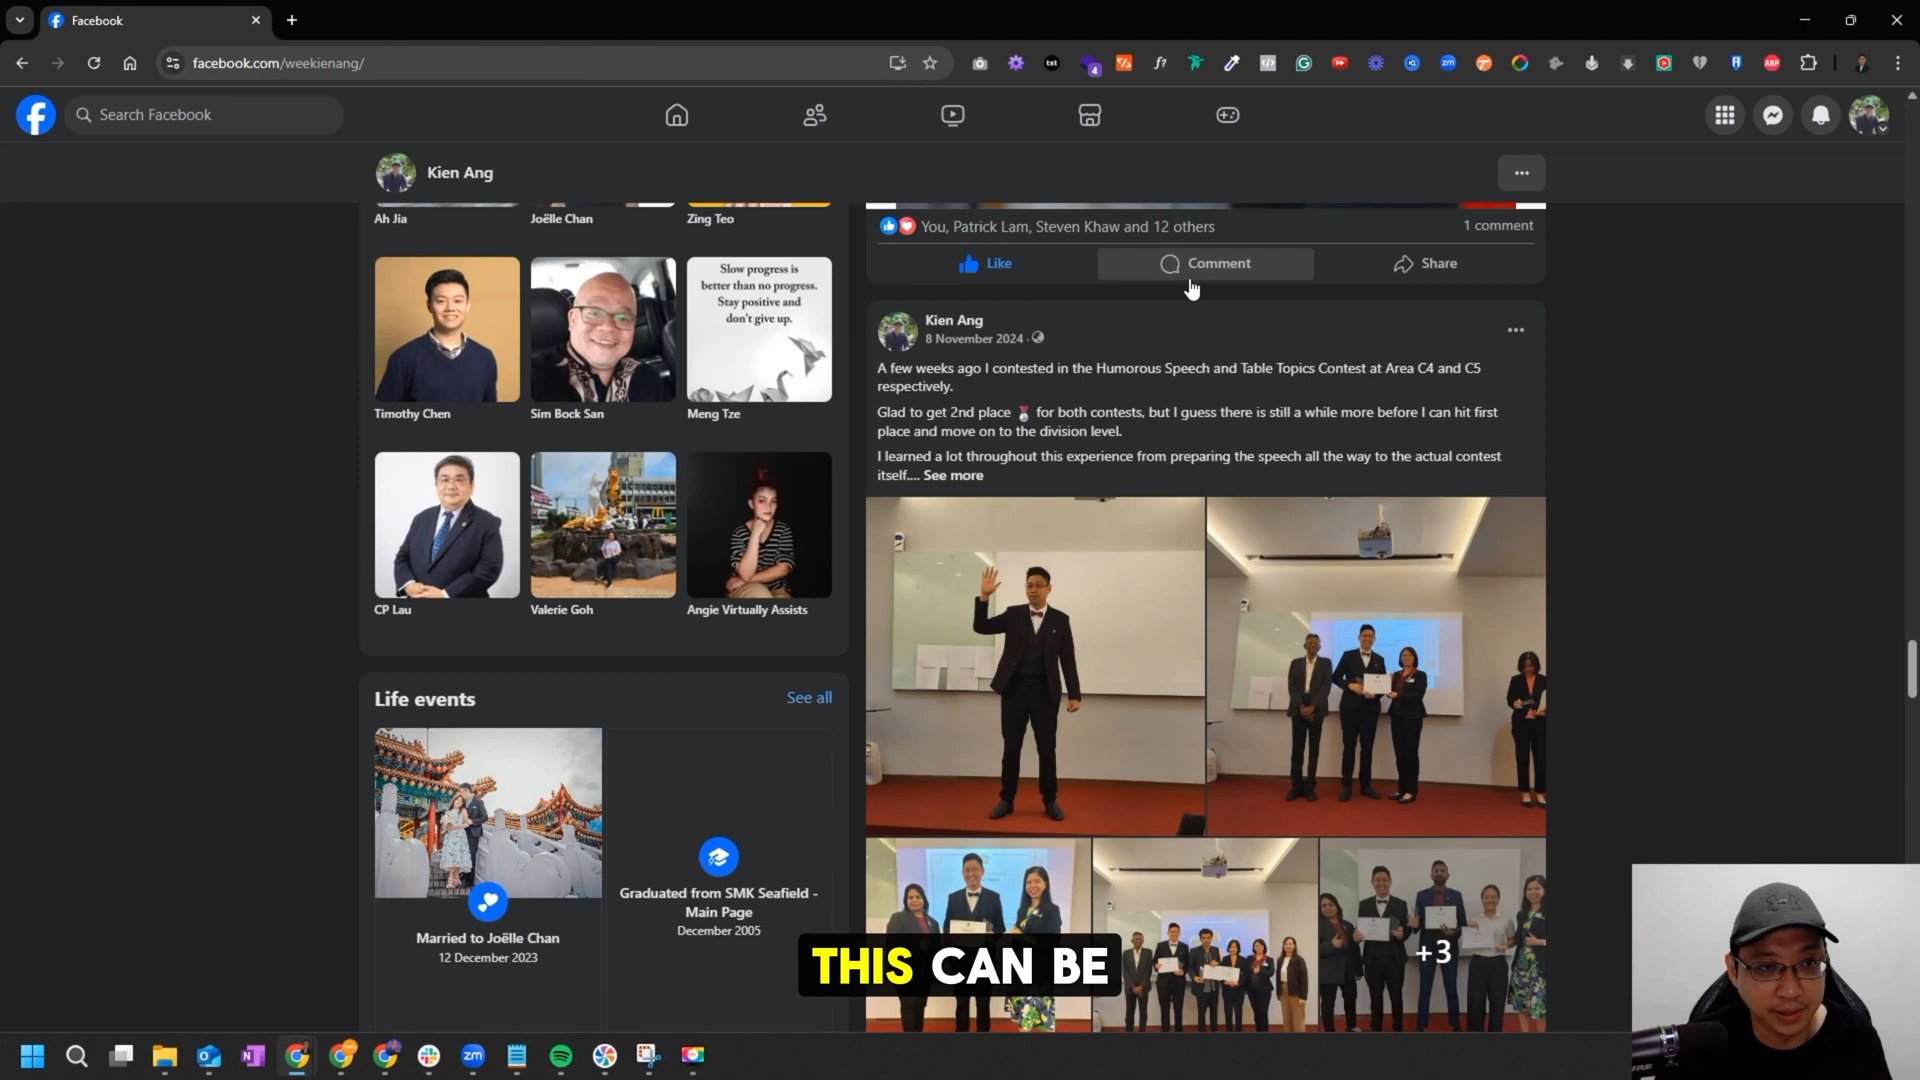 Facebook
facebook.com/weekienang/
txt
f?
4
zm
ABP
Search Facebook
Kien Ang
Ah Jia
Joëlle Chan
Zing Teo
Slow progress is
better than no progress.
Stay positive and
don't give up.
Timothy Chen
Sim Bock San
Meng Tze
CP Lau
Valerie Goh
Angie Virtually Assists
Life events
See all
Married to Joëlle Chan
12 December 2023
Graduated from SMK Seafield -
Main Page
December 2005
You, Patrick Lam, Steven Khaw and 12 others
1 comment
Like
Comment
Share
Kien Ang
8 November 2024 ·
A few weeks ago I contested in the Humorous Speech and Table Topics Contest at Area C4 and C5
respectively.
Glad to get 2nd place for both contests, but I guess there is still a while more before I can hit first
place and move on to the division level.
I learned a lot throughout this experience from preparing the speech all the way to the actual contest
itself.... See more
+3
THIS CAN BE
zm